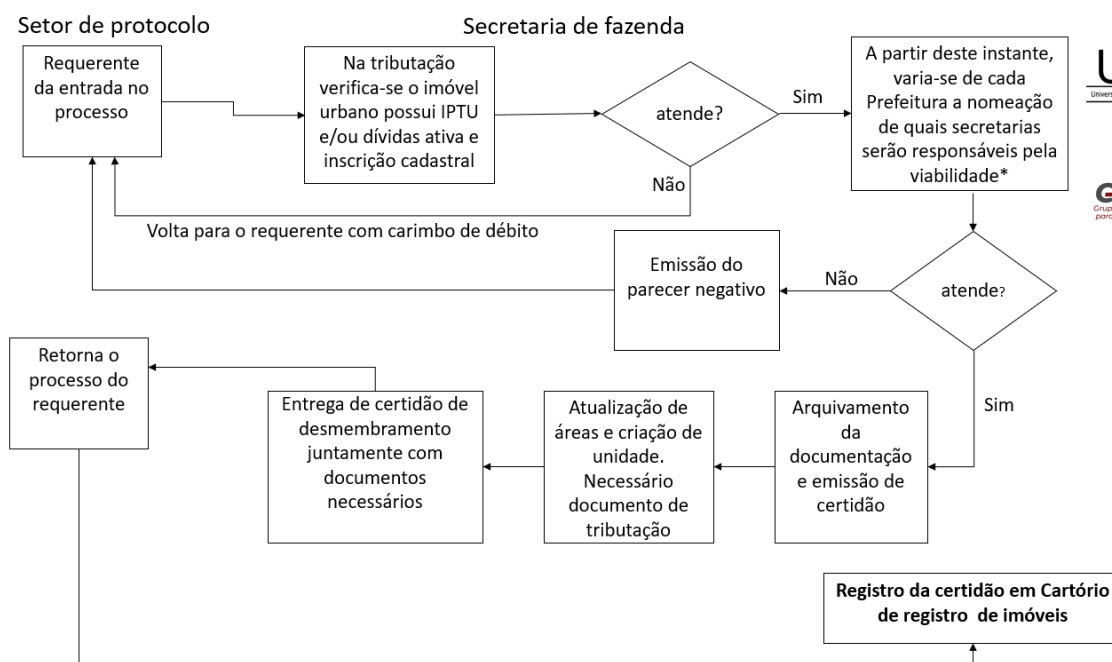 Setor de protocolo
Secretaria de fazenda
Requerente
da entrada no
processo
Na tributação
verifica-se o imóvel
urbano possui IPTU
e/ou dívidas ativa e
inscrição cadastral
atende?
Sim
A partir deste instante,
varia-se de cada
Prefeitura a nomeação
de quais secretarias
serão responsáveis pela
viabilidade*
U
Univers
Não
Volta para o requerente com carimbo de débito
G
Grup
para
Emissão do
parecer negativo
Não
atende?
Retorna o
processo do
requerente
Entrega de certidão de
desmembramento
juntamente com
documentos
necessários
Atualização de
áreas e criação de
unidade.
Necessário
documento de
tributação
Arquivamento
da
documentação
e emissão de
certidão
Sim
Registro da certidão em Cartório
de registro de imóveis